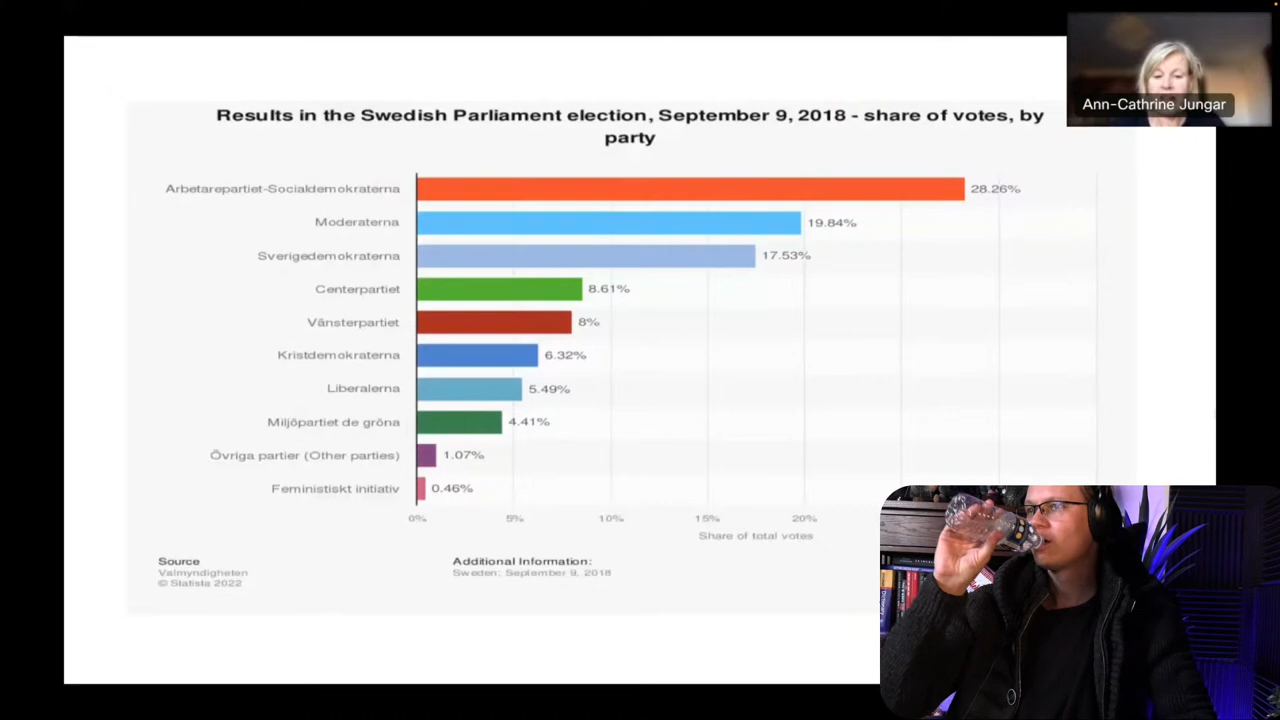 Results in the Swedish Parliament election, September 9, 2018 - share of votes, by
party
Ann-Cathrine Jungar
Arbetarepartiet-Socialdemokraterna 28.26%
Moderaterna 19.84%
Sverigedemokraterna 17.53%
Centerpartiet 8.61%
Vänsterpartiet 8%
Kristdemokraterna 6.32%
Liberalerna 5.49%
Miljöpartiet de gröna 4.41%
Övriga partier (Other parties) 1.07%
Feministiskt initiativ 0.46%
0% 5% 10% 15% 20%
Share of total votes
Source
Valmyndigheten
© Statista 2022
Additional Information:
Sweden; September 9, 2018